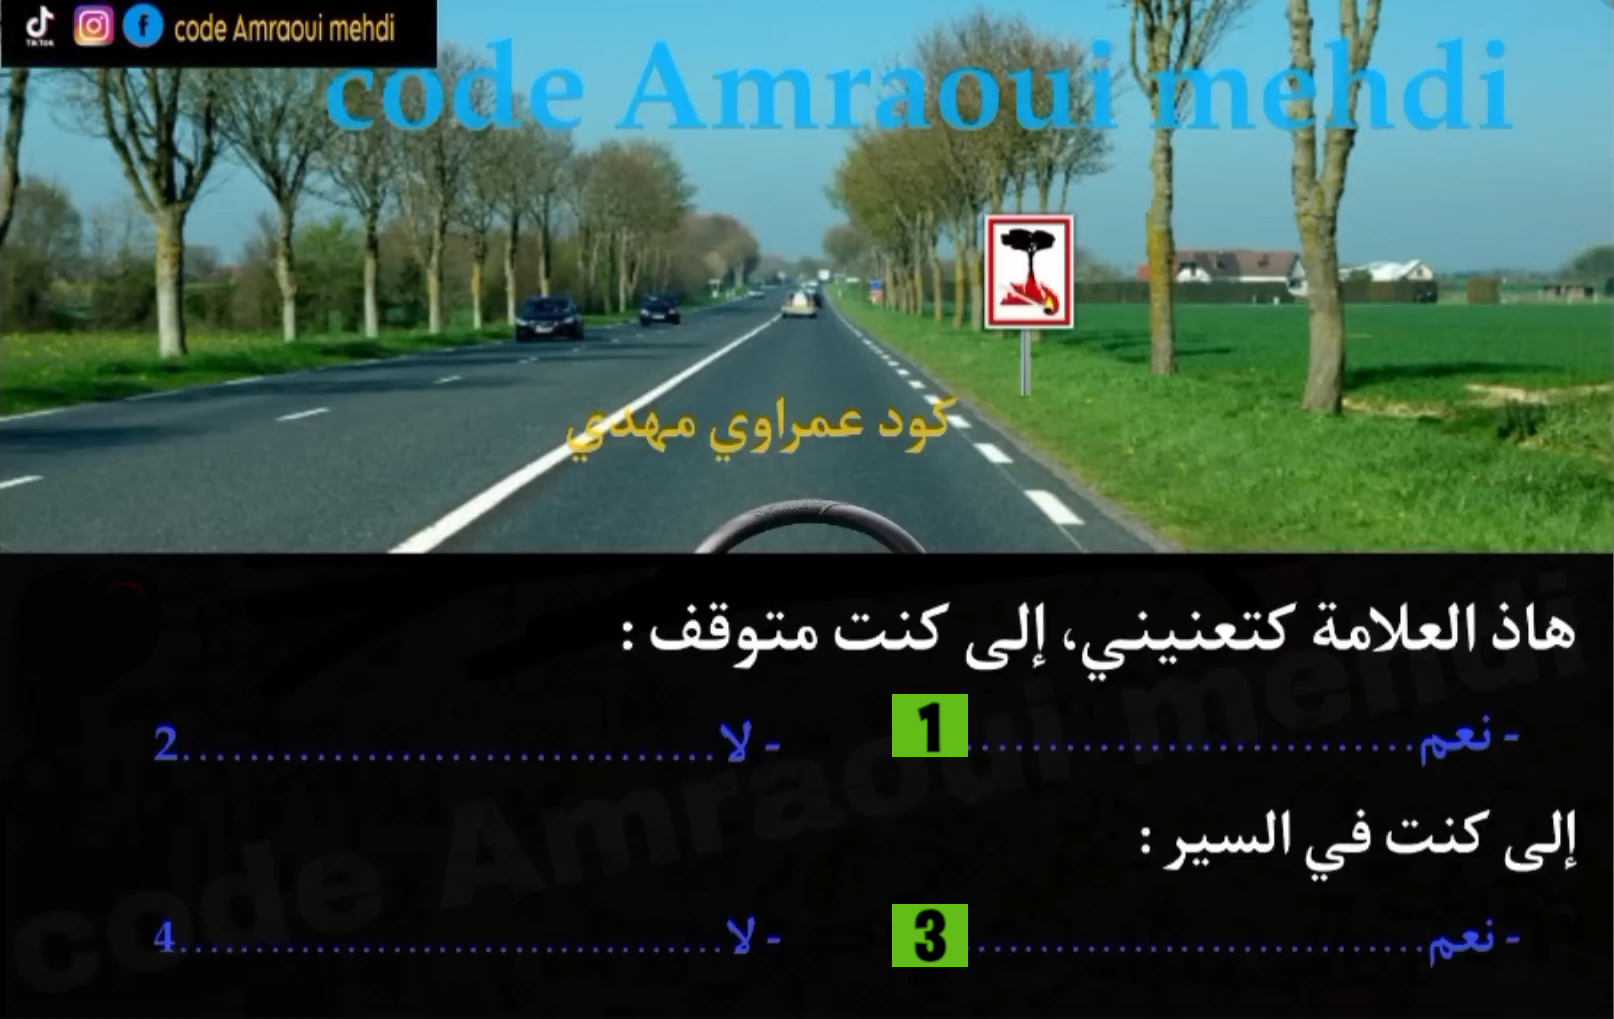 TikTok
code Amraoui mehdi
code Amraoui mehdi
كود عمراوي مهدي
هاذ العلامة كتعنيني، إلى كنت متوقف :
- نعم........................................ 1
- لا........................................2
إلى كنت في السير :
- نعم........................................ 3
- لا........................................4
code Amraoui mehdi